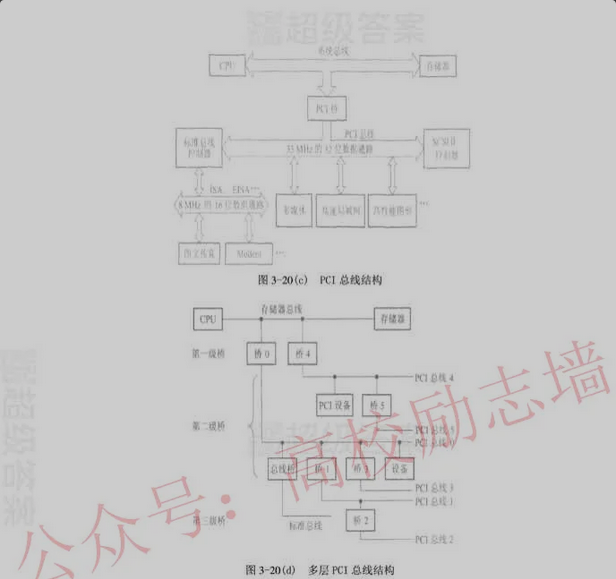 超级答案
系统总线
CPU
存储器
PCI 桥
PCI 总线
标准总线
控制器
33 MHz 的 32 位数据通路
SCSI II
控制器
ISA、EISA
8 MHz 的 16 位数据通路
多媒体
高速局域网
高性能图形
图文传真
Modem
图 3-20(c) PCI 总线结构
存储器总线
CPU
存储器
第一级桥
桥 0
桥 4
PCI 总线 4
PCI 设备
桥 5
第二级桥
PCI 总线 5
PCI 总线 0
总线桥
桥 1
桥 3
设备
PCI 总线 3
PCI 总线 1
第三级桥
标准总线
桥 2
PCI 总线 2
图 3-20(d) 多层 PCI 总线结构
超级答案
公众号：高校励志墙